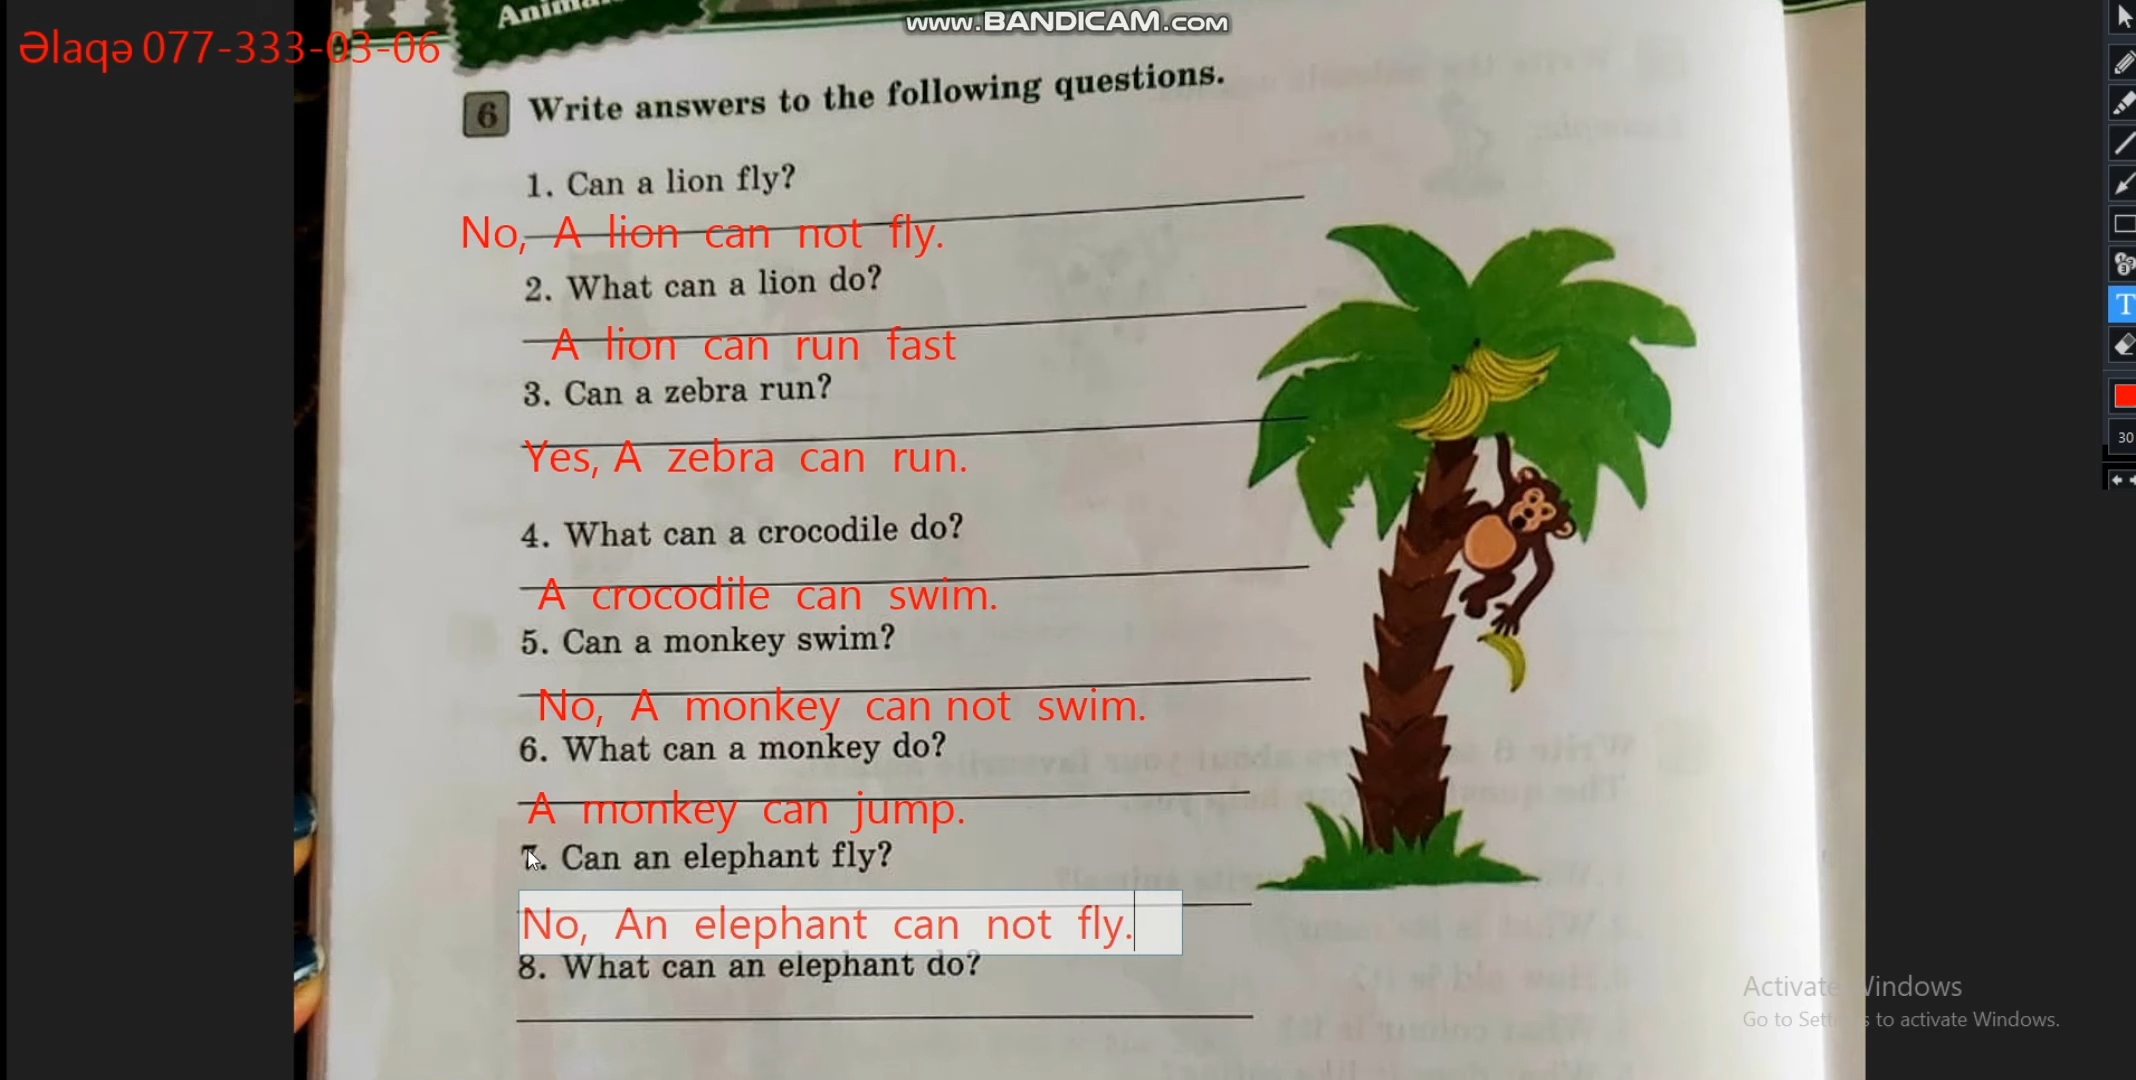 www.BANDICAM.com
Əlaqə 077-333-03-06
6 Write answers to the following questions.
1. Can a lion fly?
No, A lion can not fly.
2. What can a lion do?
A lion can run fast
3. Can a zebra run?
Yes, A zebra can run.
4. What can a crocodile do?
A crocodile can swim.
5. Can a monkey swim?
No, A monkey can not swim.
6. What can a monkey do?
A monkey can jump.
7. Can an elephant fly?
No, An elephant can not fly.
8. What can an elephant do?
Activate Windows
Go to Settings to activate Windows.
T
30